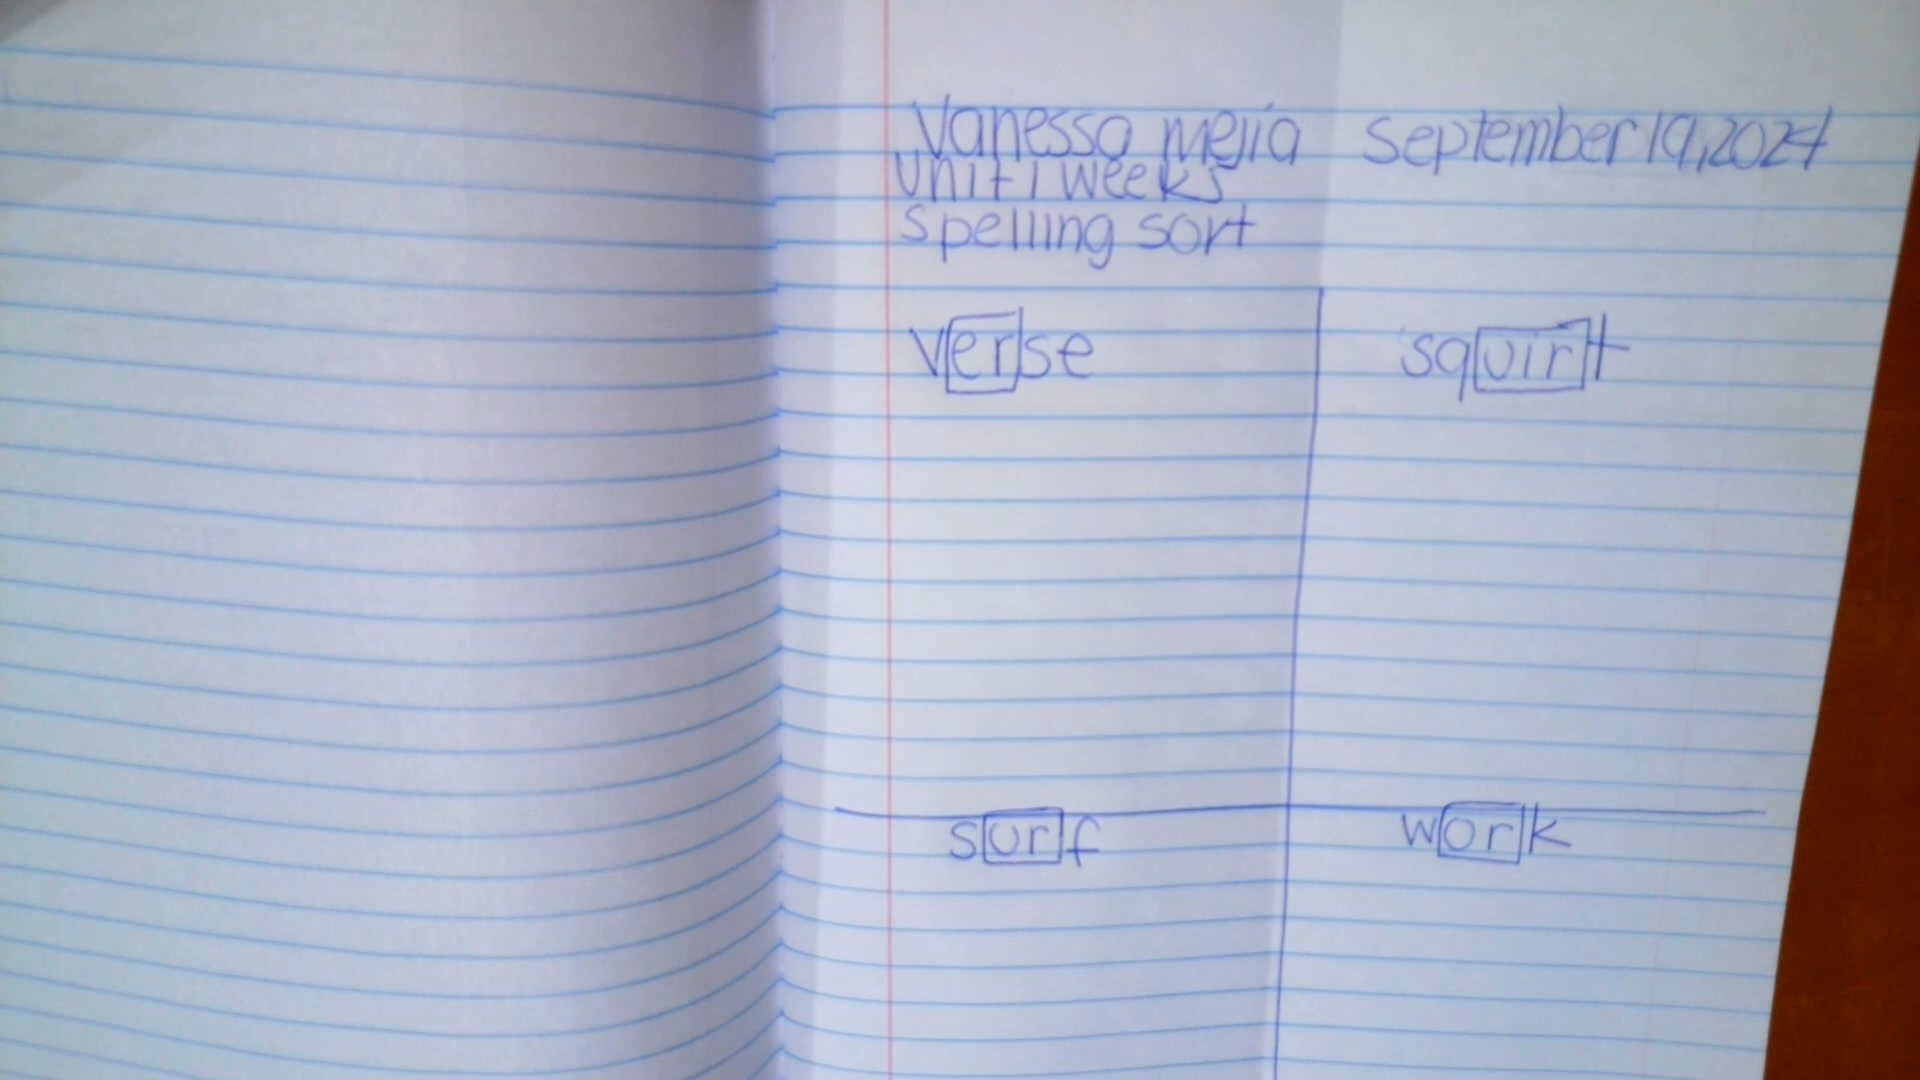 Vanessa mejia september 19, 2024
unit 1 week 5
spelling sort
verse squirt
surf work